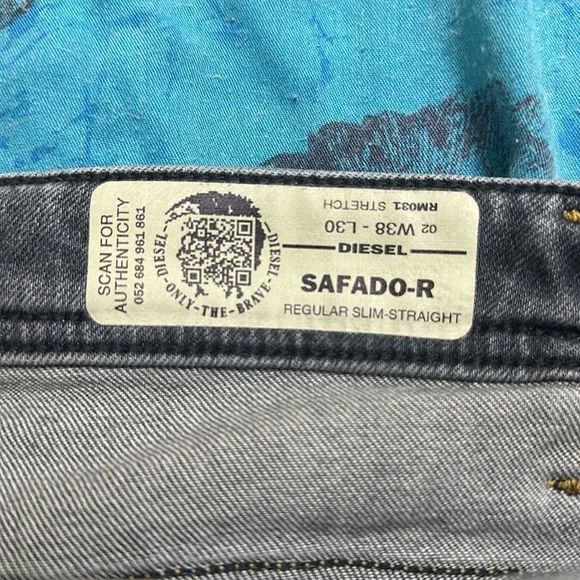 SCAN FOR
AUTHENTICITY
052 684 961 861
DIESEL
ONLY-THE-BRAVE
DIESEL
RM031 STRETCH
02 W38 - L30
DIESEL
SAFADO-R
REGULAR SLIM-STRAIGHT